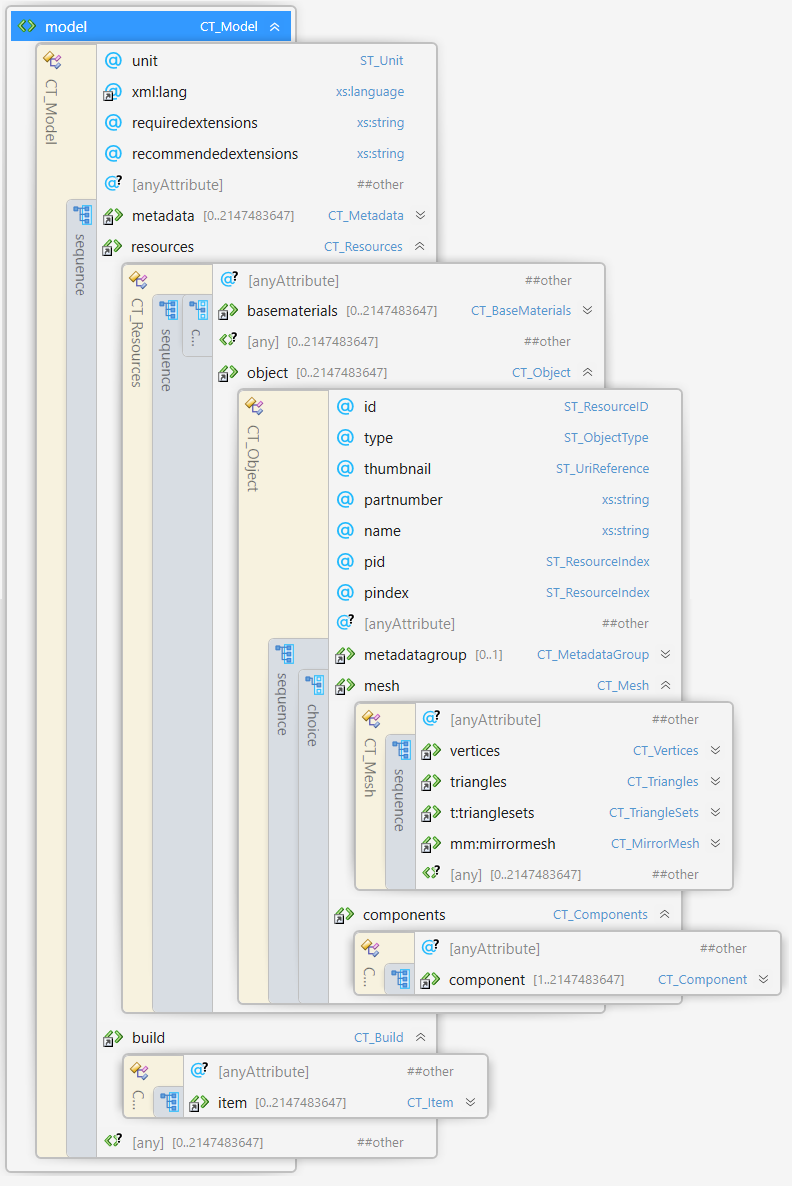 model CT_Model
CT_Model
unit ST_Unit
xml:lang xs:language
requiredextensions xs:string
recommendedextensions xs:string
[anyAttribute] ##other
sequence
metadata [0..2147483647] CT_Metadata
resources CT_Resources
CT_Resources
[anyAttribute] ##other
sequence
C...
basematerials [0..2147483647] CT_BaseMaterials
[any] [0..2147483647] ##other
object [0..2147483647] CT_Object
CT_Object
id ST_ResourceID
type ST_ObjectType
thumbnail ST_UriReference
partnumber xs:string
name xs:string
pid ST_ResourceIndex
pindex ST_ResourceIndex
[anyAttribute] ##other
sequence
metadatagroup [0..1] CT_MetadataGroup
choice
mesh CT_Mesh
CT_Mesh
[anyAttribute] ##other
sequence
vertices CT_Vertices
triangles CT_Triangles
t:trianglesets CT_TriangleSets
mm:mirrormesh CT_MirrorMesh
[any] [0..2147483647] ##other
components CT_Components
C...
[anyAttribute] ##other
component [1..2147483647] CT_Component
build CT_Build
C...
[anyAttribute] ##other
item [0..2147483647] CT_Item
[any] [0..2147483647] ##other